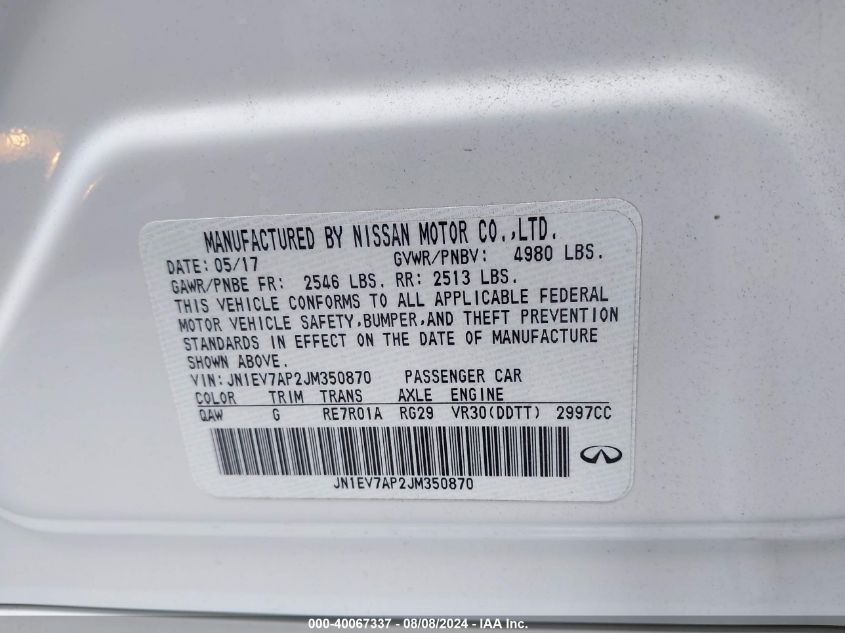 MANUFACTURED BY NISSAN MOTOR CO.,LTD.
DATE: 05/17 GVWR/PNBV: 4980 LBS.
GAWR/PNBE FR: 2546 LBS. RR: 2513 LBS.
THIS VEHICLE CONFORMS TO ALL APPLICABLE FEDERAL
MOTOR VEHICLE SAFETY,BUMPER,AND THEFT PREVENTION
STANDARDS IN EFFECT ON THE DATE OF MANUFACTURE
SHOWN ABOVE.
VIN:JN1EV7AP2JM350870 PASSENGER CAR
COLOR TRIM TRANS AXLE ENGINE
QAW G RE7R01A RG29 VR30(DDTT) 2997CC
JN1EV7AP2JM350870
000-40067337 - 08/08/2024 - Copyright © 2024 IAA, Inc.